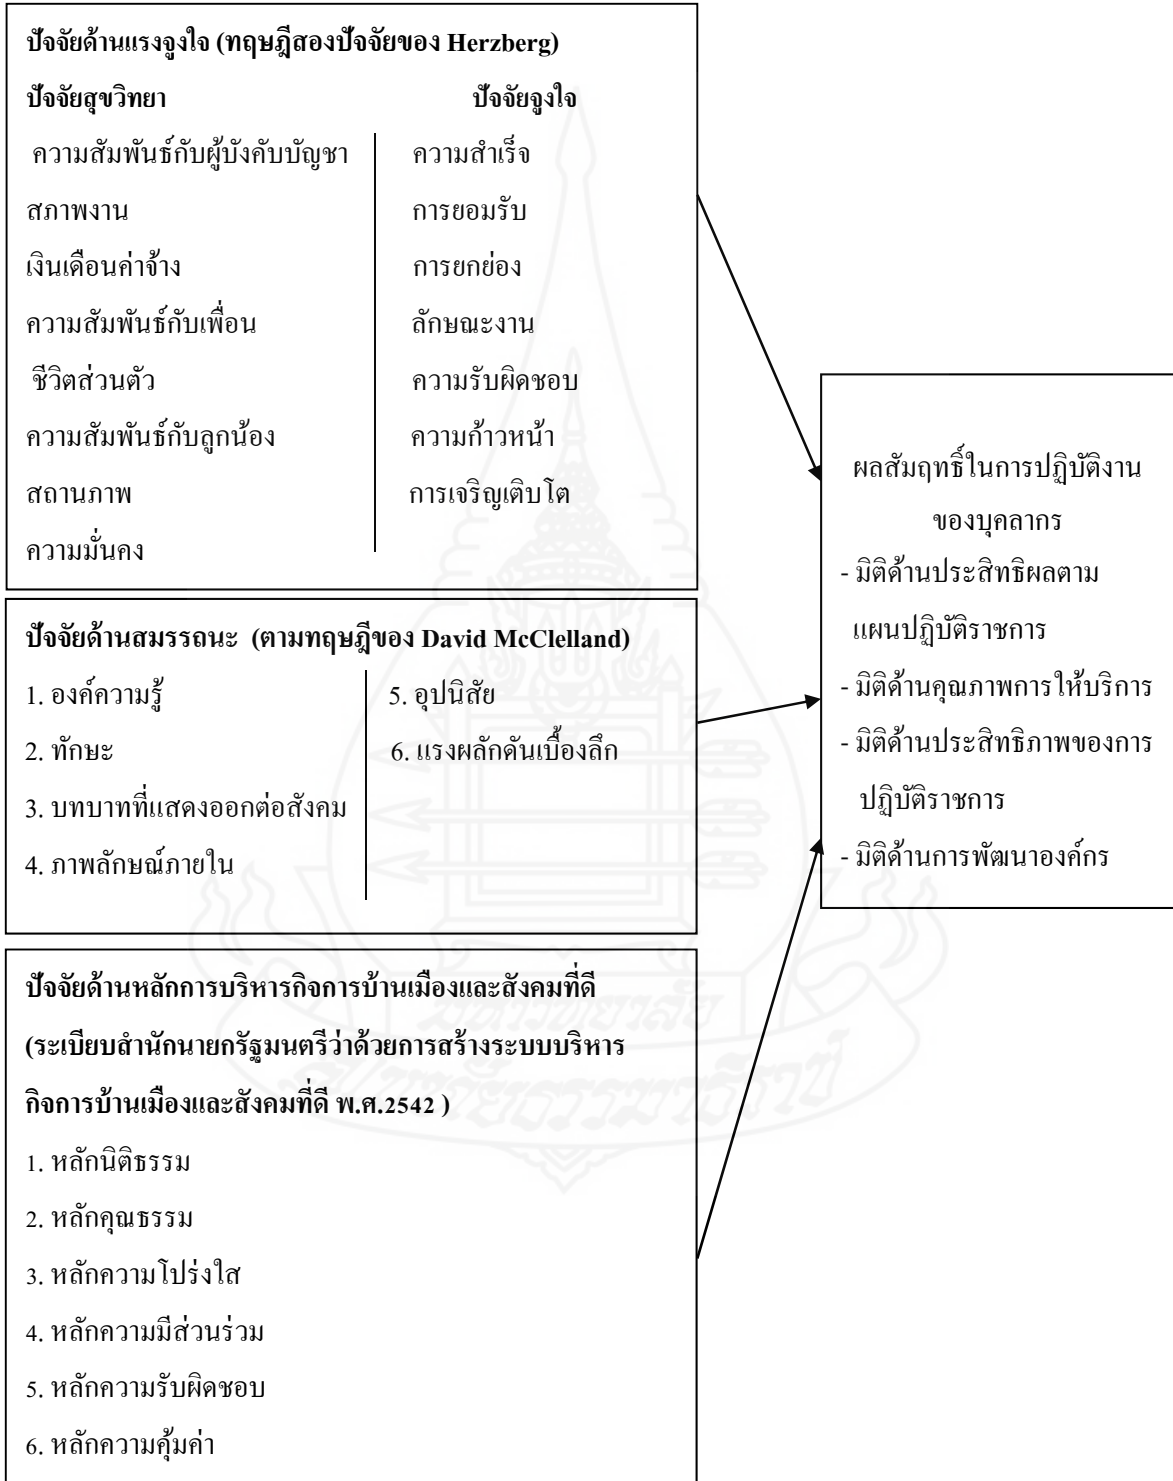 ปัจจัยด้านแรงจูงใจ (ทฤษฎีสองปัจจัยของ Herzberg)
ปัจจัยสุขวิทยา ปัจจัยจูงใจ
ความสัมพันธ์กับผู้บังคับบัญชา ความสำเร็จ
สภาพงาน การยอมรับ
เงินเดือนค่าจ้าง การยกย่อง
ความสัมพันธ์กับเพื่อน ลักษณะงาน
ชีวิตส่วนตัว ความรับผิดชอบ
ความสัมพันธ์กับลูกน้อง ความก้าวหน้า
สถานภาพ การเจริญเติบโต
ความมั่นคง
ปัจจัยด้านสมรรถนะ (ตามทฤษฎีของ David McClelland)
1. องค์ความรู้ 5. อุปนิสัย
2. ทักษะ 6. แรงผลักดันเบื้องลึก
3. บทบาทที่แสดงออกต่อสังคม
4. ภาพลักษณ์ภายใน
ปัจจัยด้านหลักการบริหารกิจการบ้านเมืองและสังคมที่ดี
(ระเบียบสำนักนายกรัฐมนตรีว่าด้วยการสร้างระบบบริหาร
กิจการบ้านเมืองและสังคมที่ดี พ.ศ.2542 )
1. หลักนิติธรรม
2. หลักคุณธรรม
3. หลักความโปร่งใส
4. หลักความมีส่วนร่วม
5. หลักความรับผิดชอบ
6. หลักความคุ้มค่า
ผลสัมฤทธิ์ในการปฏิบัติงาน
ของบุคลากร
- มิติด้านประสิทธิผลตาม
แผนปฏิบัติราชการ
- มิติด้านคุณภาพการให้บริการ
- มิติด้านประสิทธิภาพของการ
ปฏิบัติราชการ
- มิติด้านการพัฒนาองค์กร
มหาวิทยาลัย
สุโขทัยธรรมาธิราช